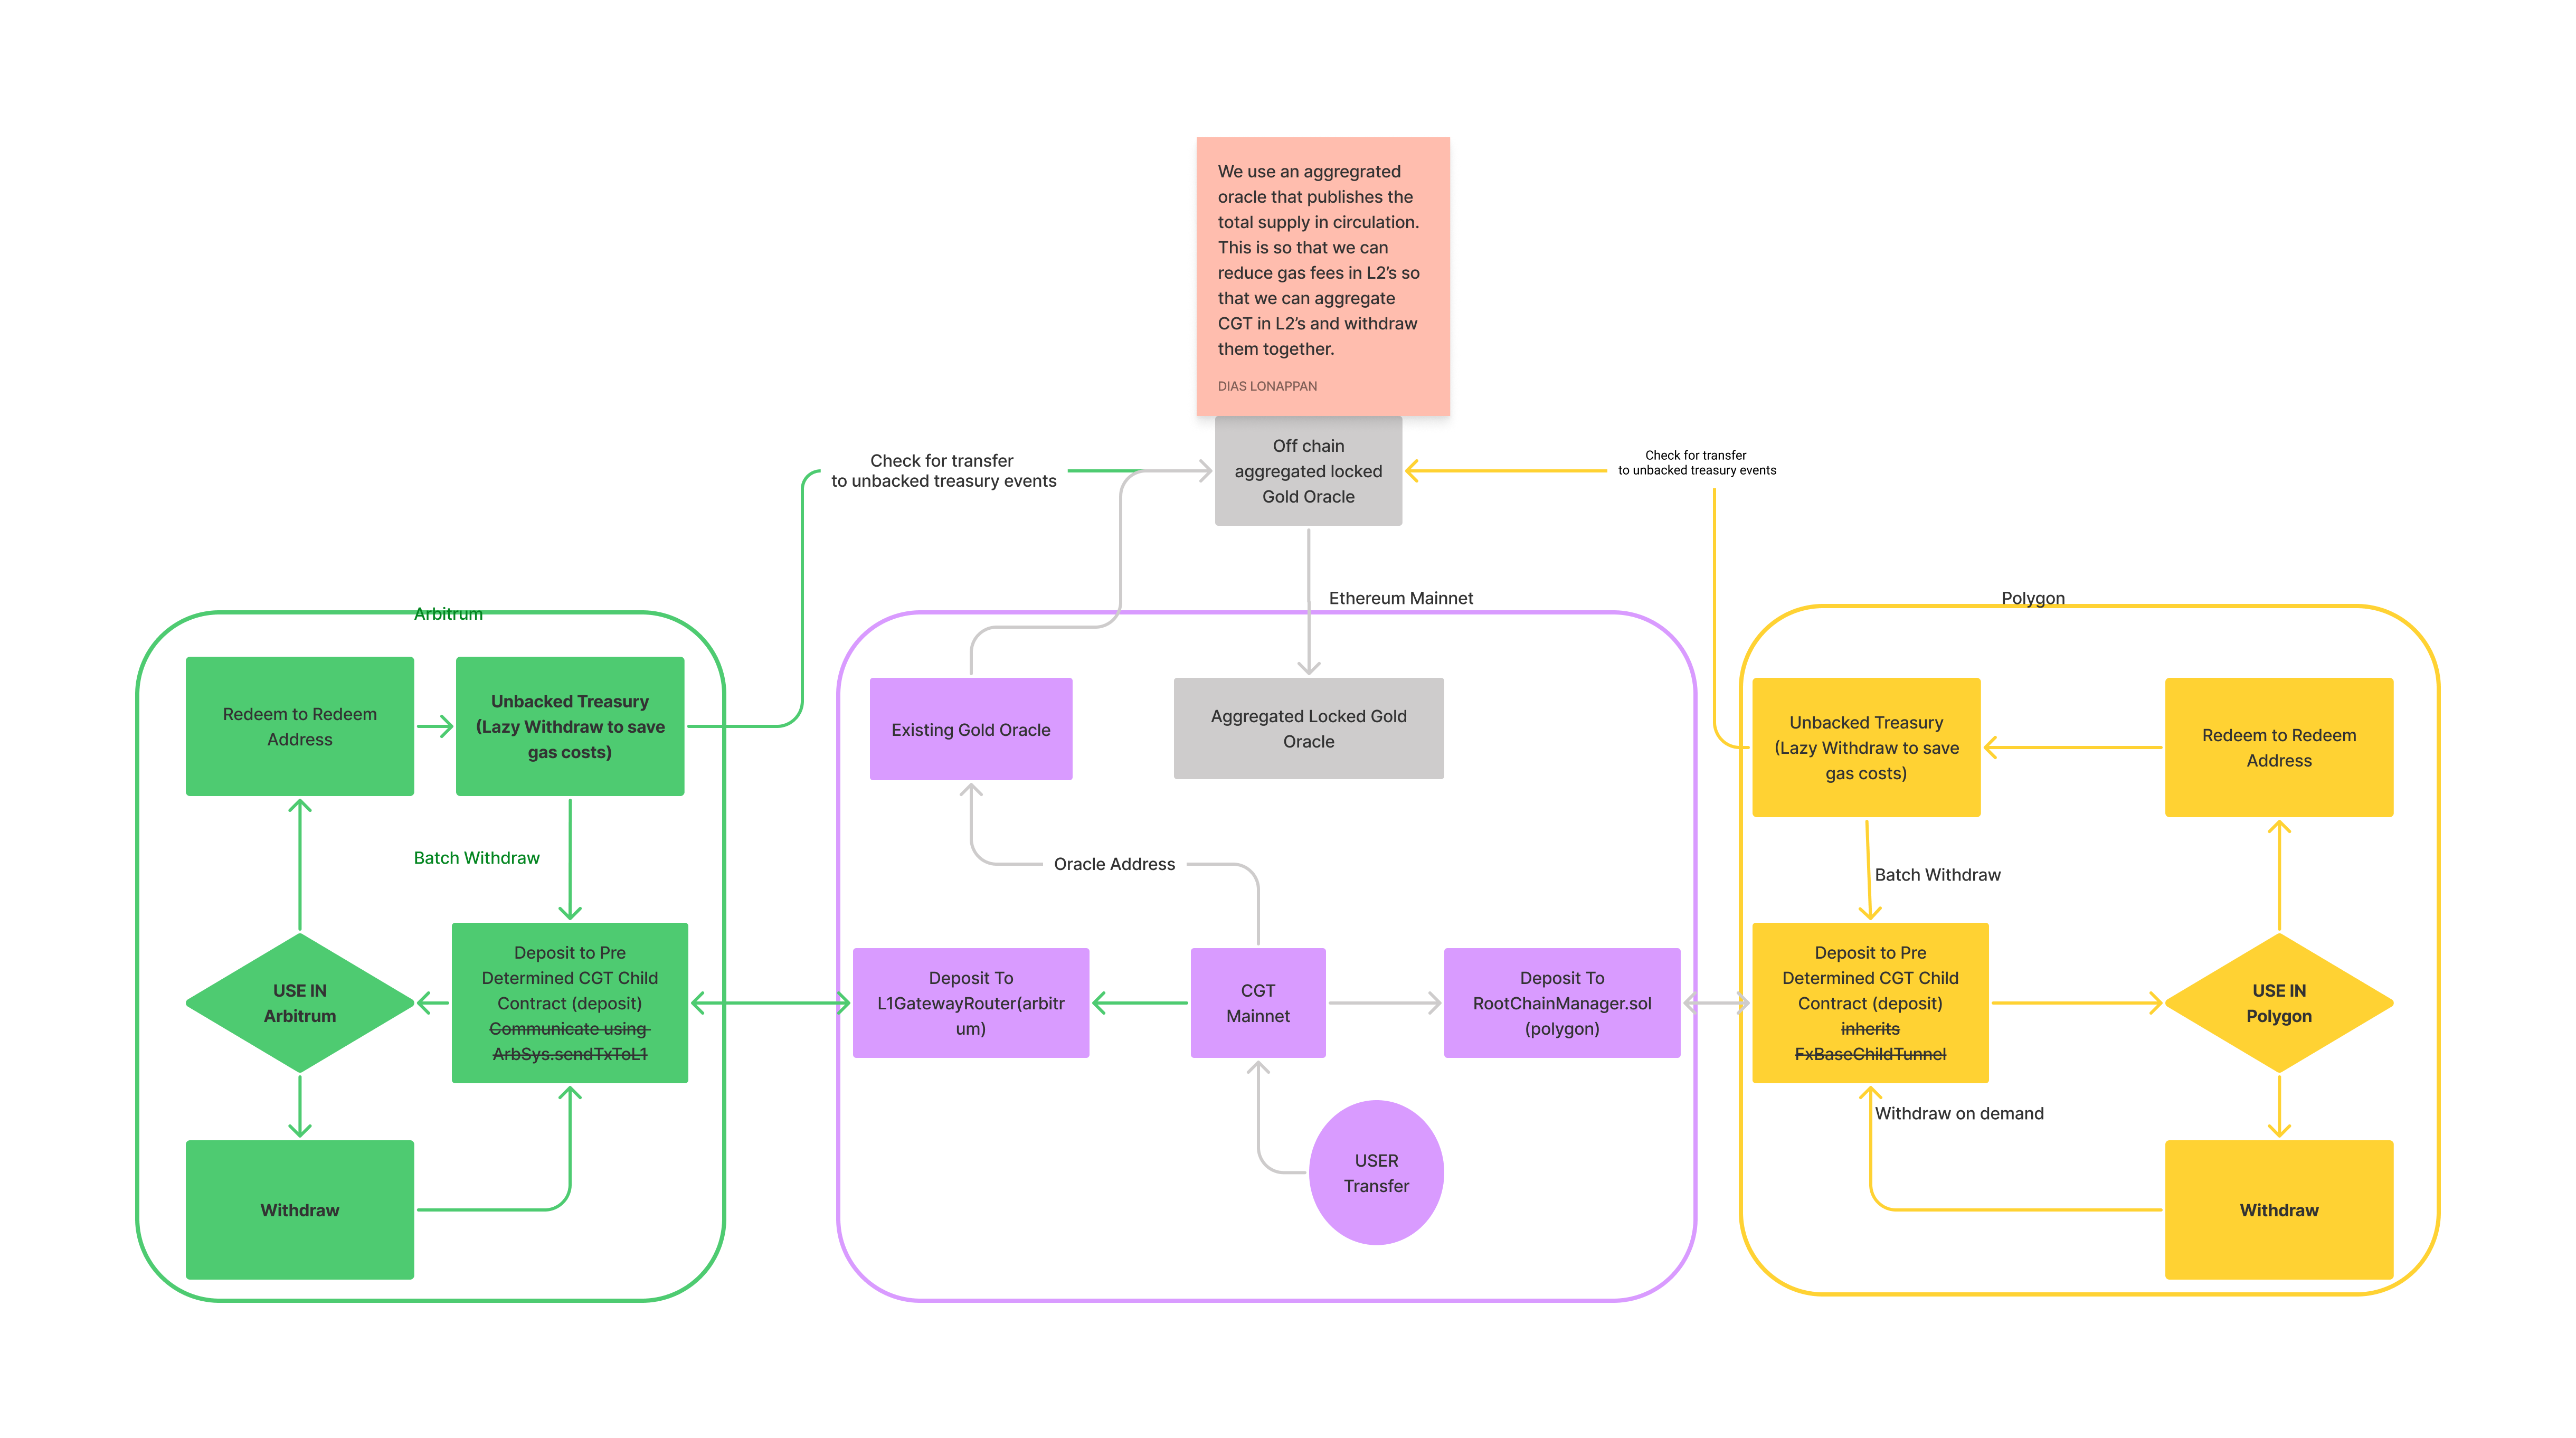 We use an aggregrated
oracle that publishes the
total supply in circulation.
This is so that we can
reduce gas fees in L2's so
that we can aggregate
CGT in L2's and withdraw
them together.
DIAS LONAPPAN
Off chain
aggregated locked
Gold Oracle
Check for transfer
to unbacked treasury events
Check for transfer
to unbacked treasury events
Arbitrum
Redeem to Redeem
Address
Unbacked Treasury
(Lazy Withdraw to save
gas costs)
Batch Withdraw
USE IN
Arbitrum
Deposit to Pre
Determined CGT Child
Contract (deposit)
Communicate using
ArbSys.sendTxToL1
Withdraw
Ethereum Mainnet
Existing Gold Oracle
Aggregated Locked Gold
Oracle
Oracle Address
Deposit To
L1GatewayRouter(arbitr
um)
CGT
Mainnet
Deposit To
RootChainManager.sol
(polygon)
USER
Transfer
Polygon
Unbacked Treasury
(Lazy Withdraw to save
gas costs)
Redeem to Redeem
Address
Batch Withdraw
Deposit to Pre
Determined CGT Child
Contract (deposit)
inherits
FxBaseChildTunnel
USE IN
Polygon
Withdraw on demand
Withdraw